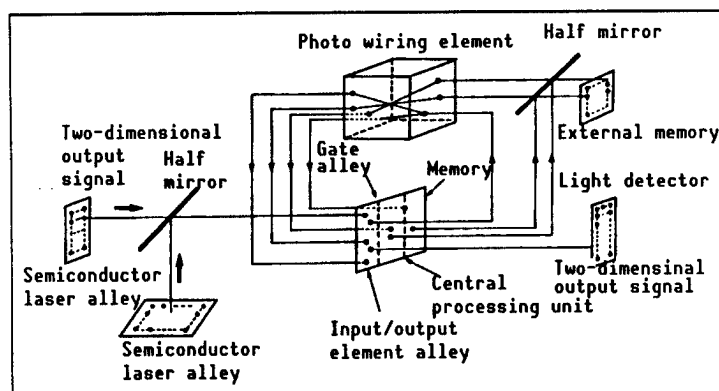 Photo wiring element
Half mirror
Two-dimensional
output
signal
Half
mirror
Gate
alley
Memory
External memory
Light detector
Semiconductor
laser alley
Central
processing unit
Two-dimensinal
output signal
Input/output
element alley
Semiconductor
laser alley